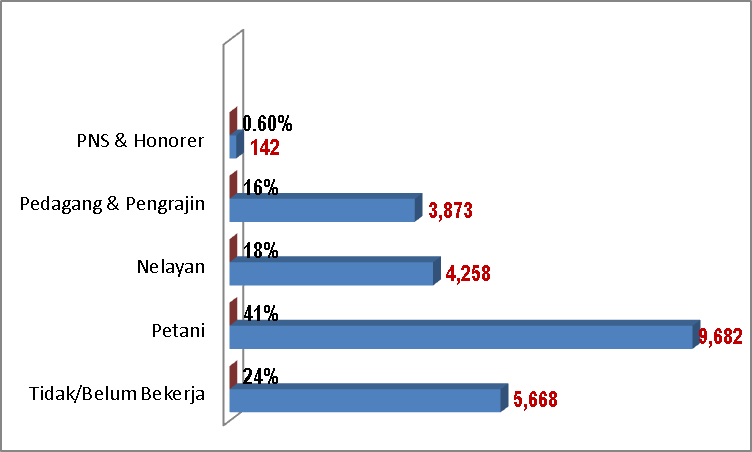 0.60%
PNS & Honorer
142
16%
Pedagang & Pengrajin
3,873
18%
Nelayan
4,258
41%
Petani
9,682
24%
Tidak/Belum Bekerja
5,668